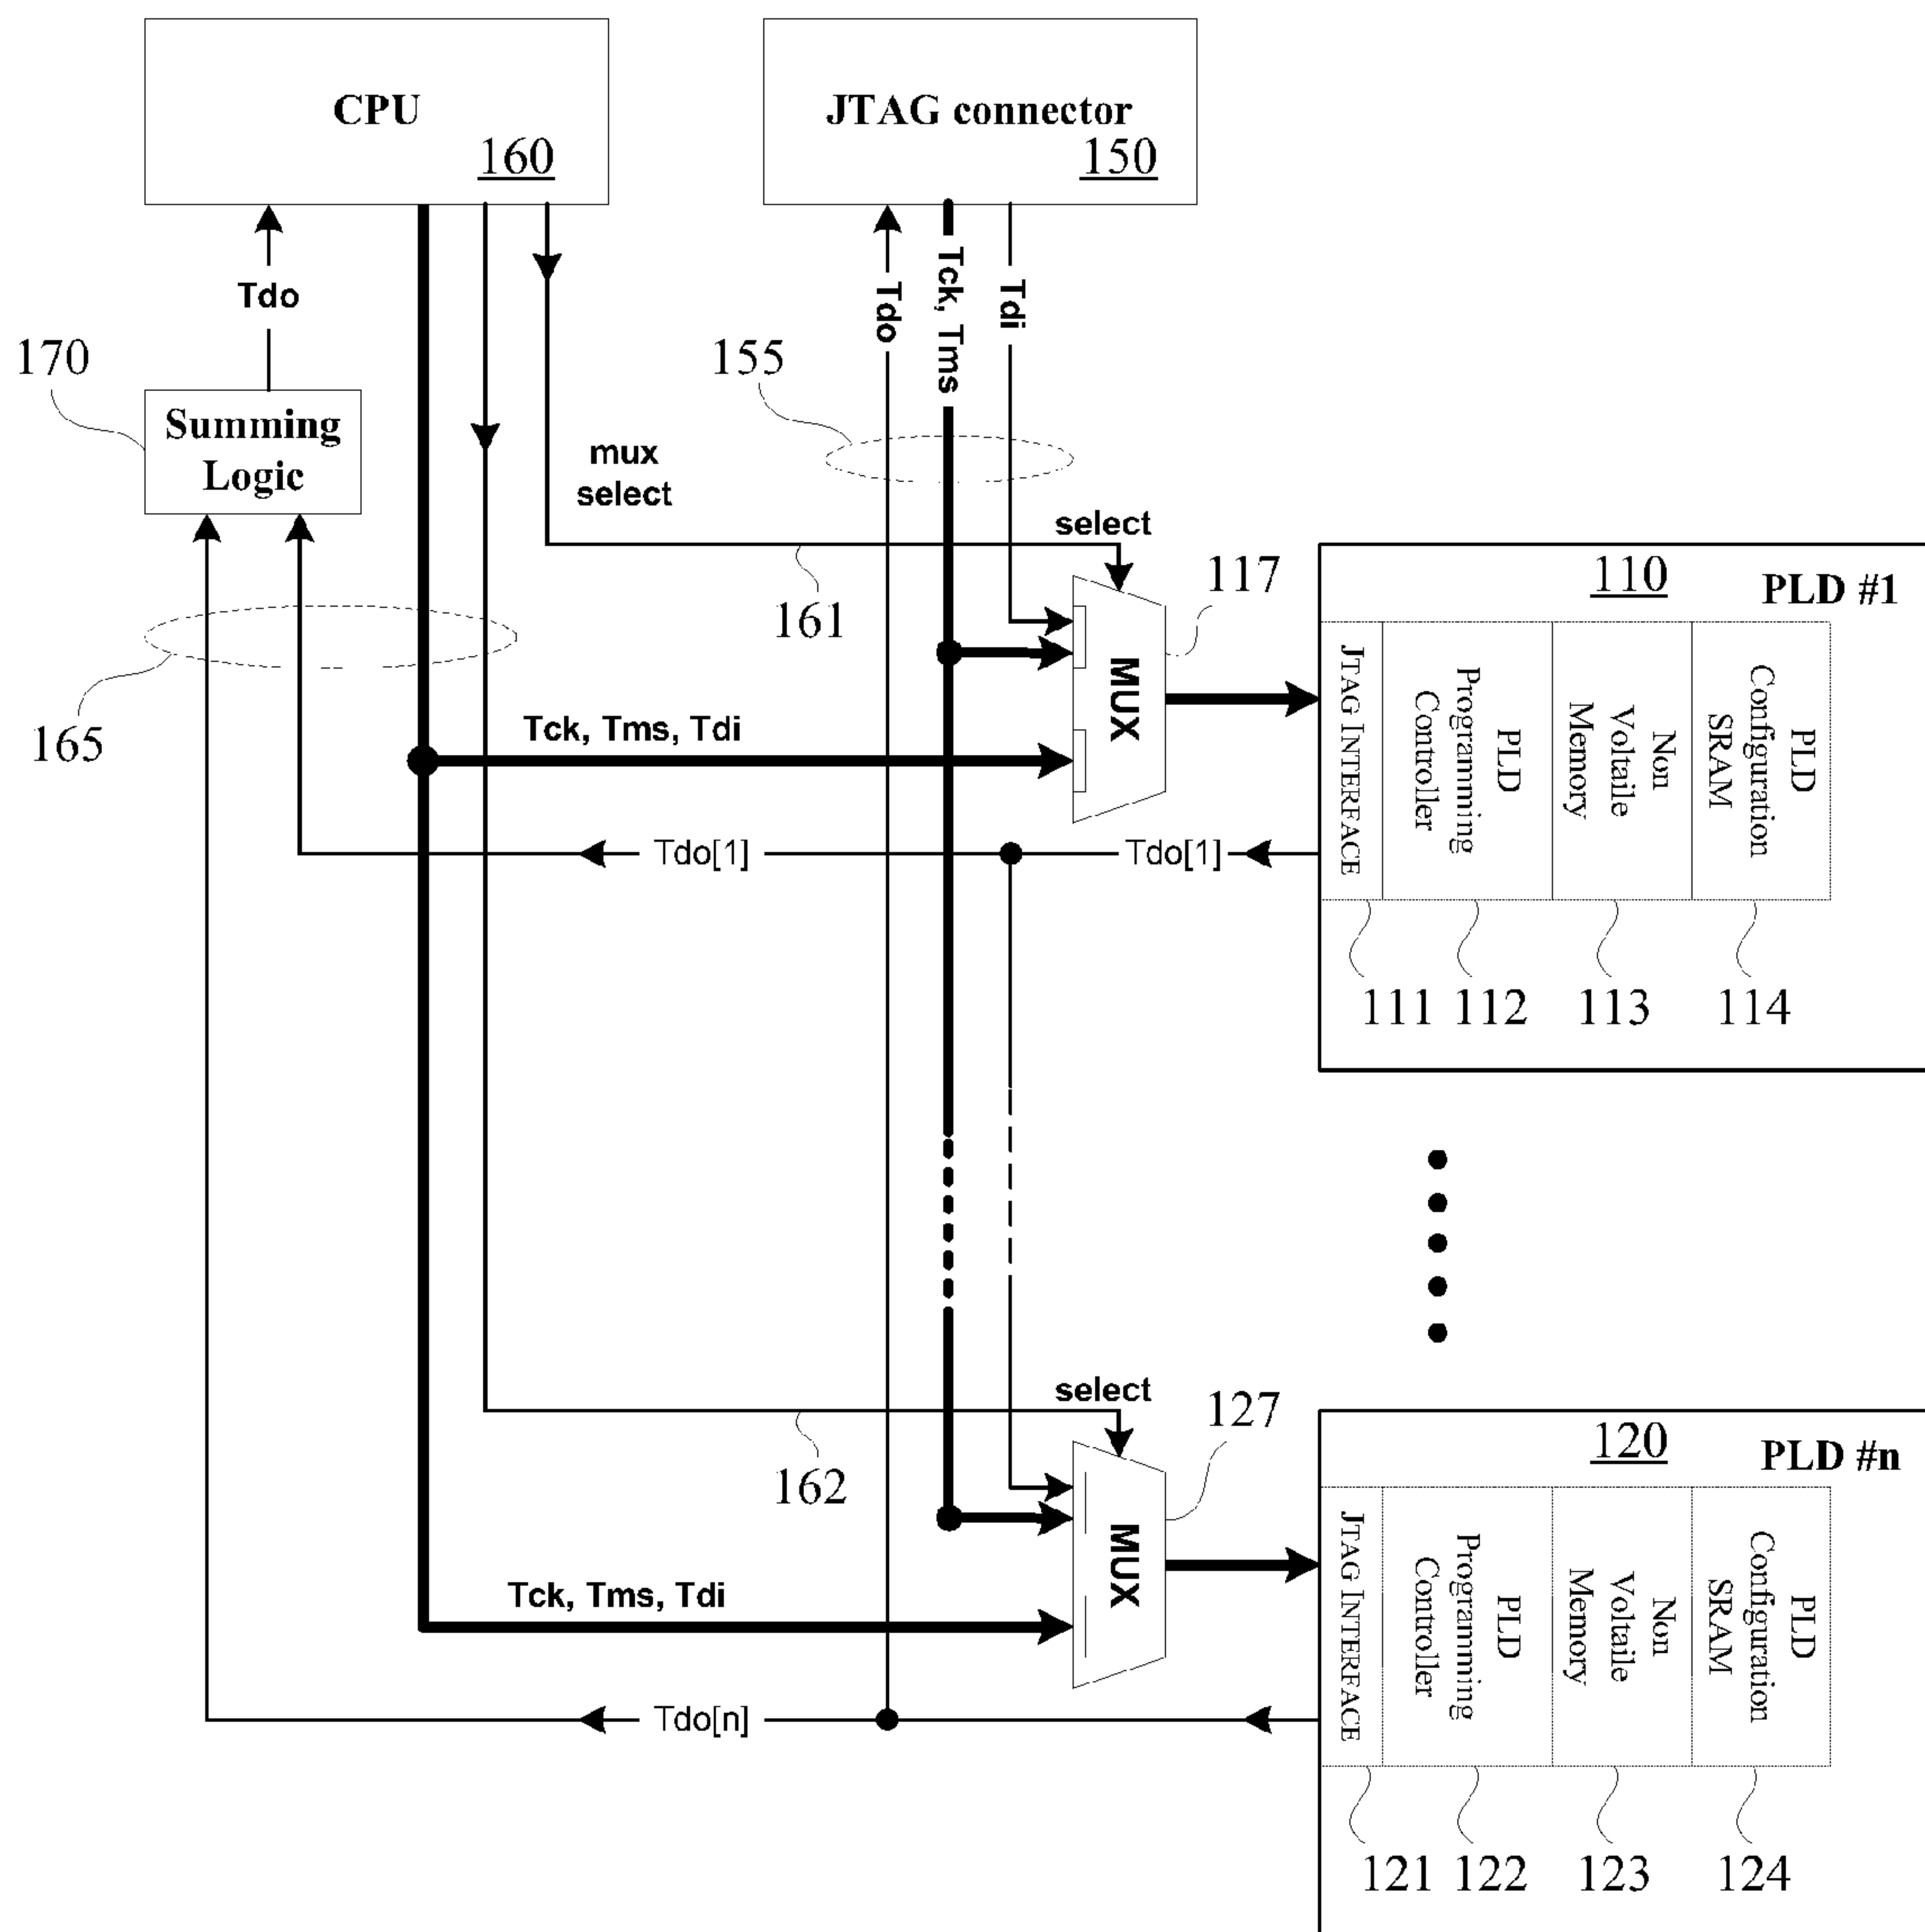 CPU
160
JTAG connector
150
Tdo
Tdo
Tck, Tms
Tdi
170
155
Summing
Logic
mux
select
select
117
110
PLD #1
161
165
MUX
Tck, Tms, Tdi
JTAG INTERFACE
PLD
Programming
Controller
Non
Voltaile
Memory
PLD
Configuration
SRAM
Tdo[1]
Tdo[1]
111
112
113
114
select
127
120
PLD #n
162
MUX
Tck, Tms, Tdi
JTAG INTERFACE
PLD
Programming
Controller
Non
Voltaile
Memory
PLD
Configuration
SRAM
Tdo[n]
121
122
123
124